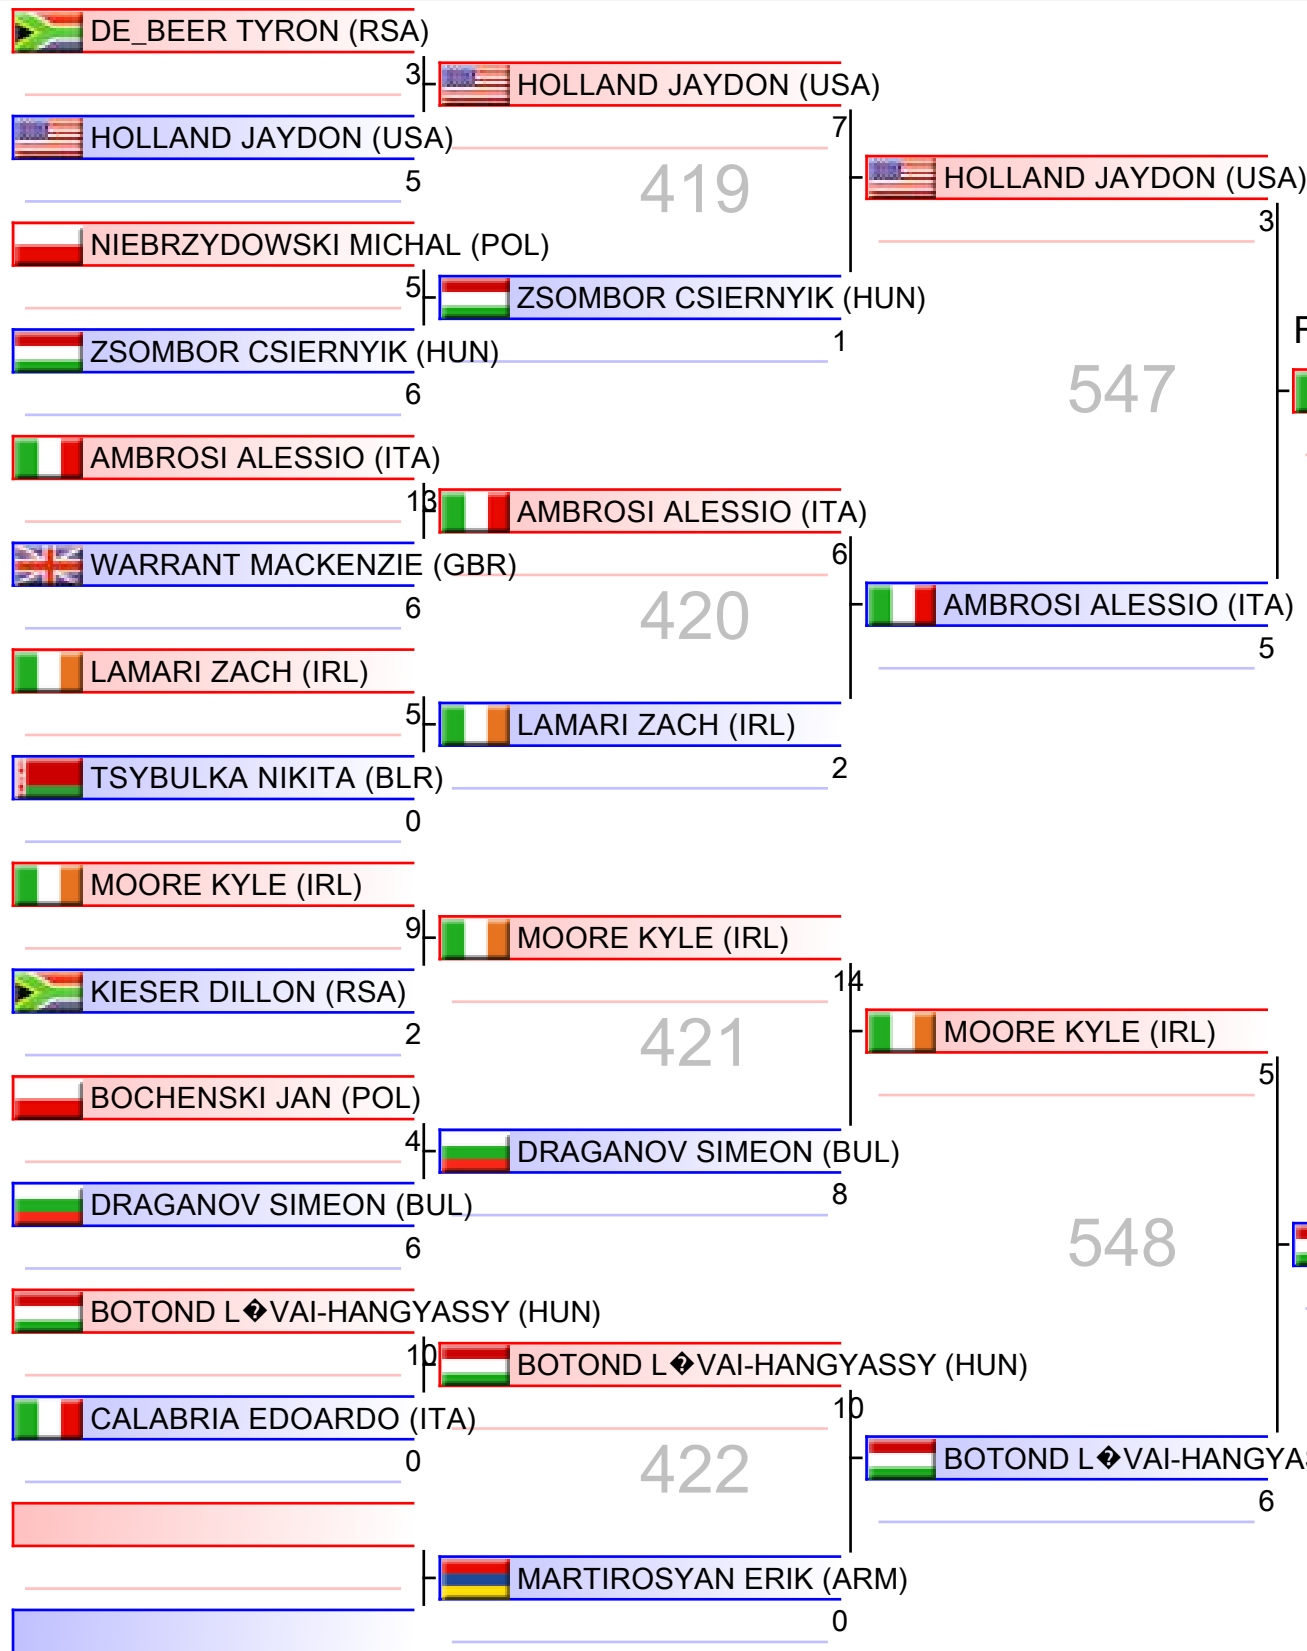 DE_BEER TYRON (RSA)
3
HOLLAND JAYDON (USA)
7
HOLLAND JAYDON (USA)
5
419
HOLLAND JAYDON (USA)
3
NIEBRZYDOWSKI MICHAL (POL)
5
ZSOMBOR CSIERNYIK (HUN)
1
ZSOMBOR CSIERNYIK (HUN)
6
547
F
AMBROSI ALESSIO (ITA)
13
AMBROSI ALESSIO (ITA)
6
WARRANT MACKENZIE (GBR)
6
420
AMBROSI ALESSIO (ITA)
5
LAMARI ZACH (IRL)
5
LAMARI ZACH (IRL)
2
TSYBULKA NIKITA (BLR)
0
MOORE KYLE (IRL)
9
MOORE KYLE (IRL)
14
KIESER DILLON (RSA)
2
421
MOORE KYLE (IRL)
5
BOCHENSKI JAN (POL)
4
DRAGANOV SIMEON (BUL)
8
DRAGANOV SIMEON (BUL)
6
548
BOTOND L�VAI-HANGYASSY (HUN)
10
BOTOND L�VAI-HANGYASSY (HUN)
10
CALABRIA EDOARDO (ITA)
0
422
BOTOND L�VAI-HANGYAS
6
MARTIROSYAN ERIK (ARM)
0